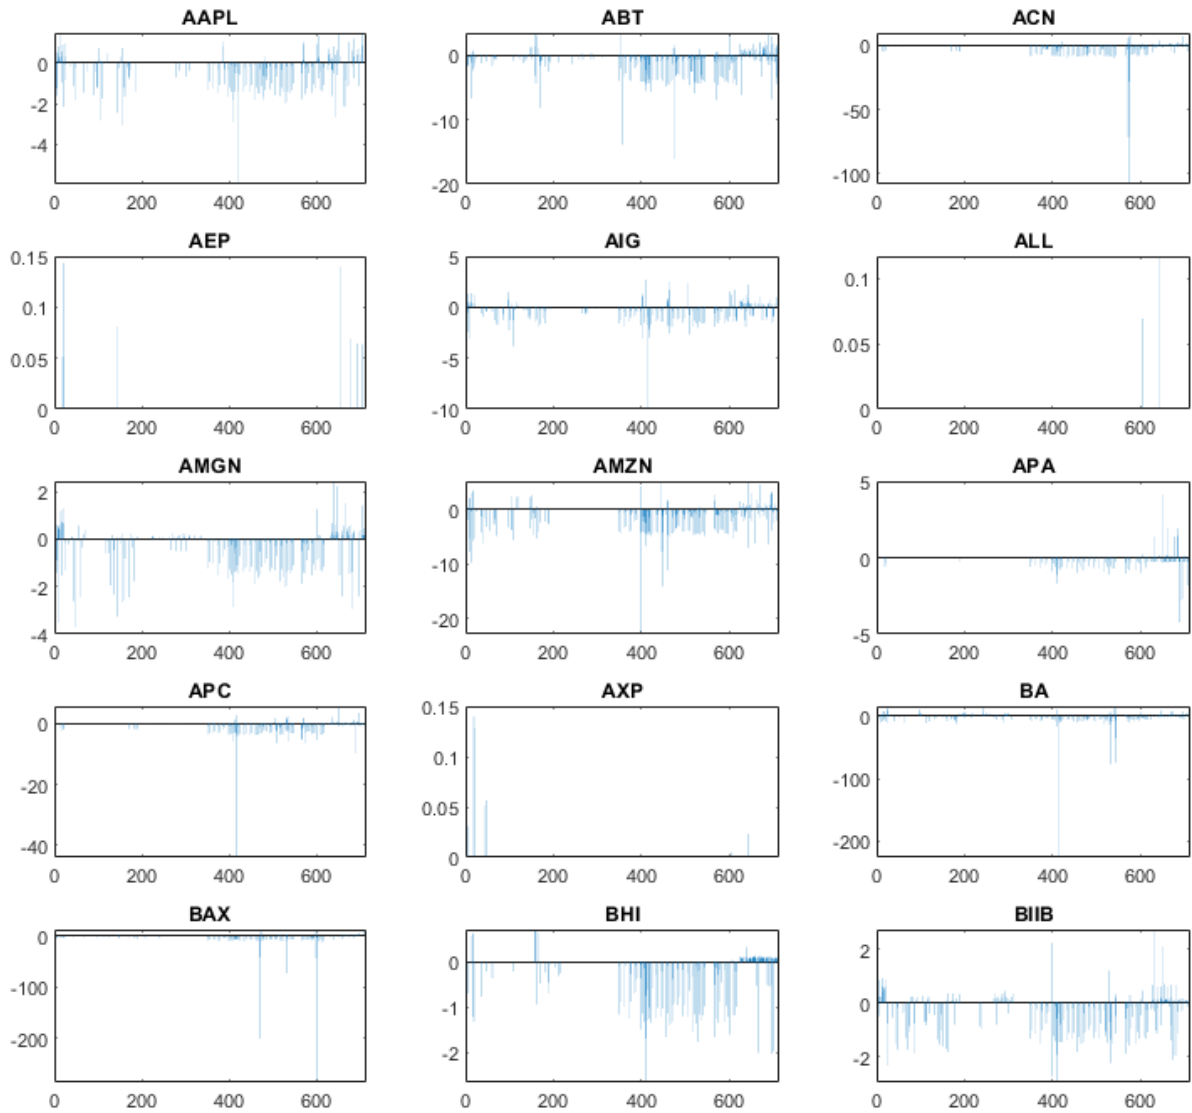 AAPL ABT ACN
0 0 0
-2 -10 -50
-4 -20 -100
0 200 400 600 0 200 400 600 0 200 400 600
AEP AIG ALL
0.15 5 0.1
0.1 0 0.05
0.05 -5 0
0 -10
0 200 400 600 0 200 400 600 0 200 400 600
AMGN AMZN APA
2 0 5
0 -10 0
-2 -20 -5
-4
0 200 400 600 0 200 400 600 0 200 400 600
APC AXP BA
0 0.15 0
-20 0.1 -100
-40 0.05 -200
0
0 200 400 600 0 200 400 600 0 200 400 600
BAX BHI BIIB
0 0 2
-100 -1 0
-200 -2 -2
0 200 400 600 0 200 400 600 0 200 400 600